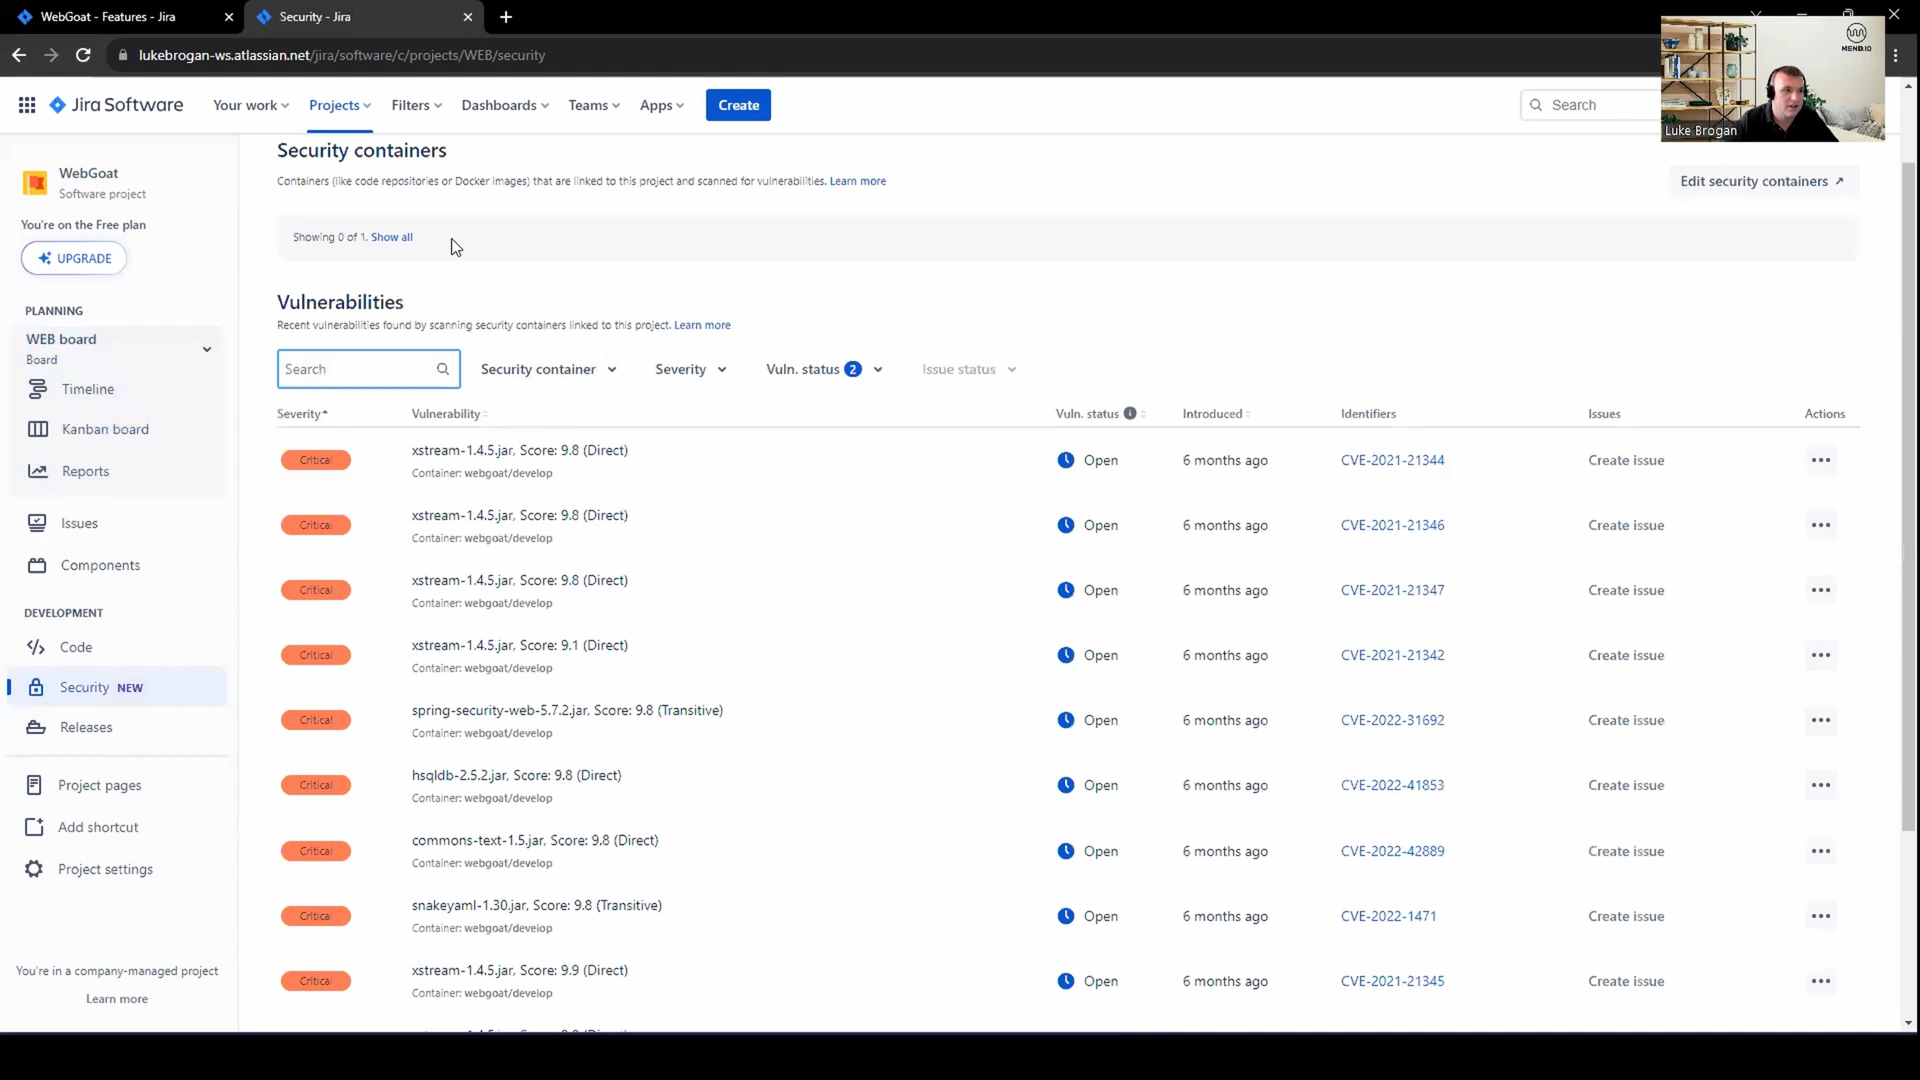 WebGoat - Features - Jira
Security - Jira
lukebrogan-ws.atlassian.net/jira/software/c/projects/WEB/security
Jira Software
Your work
Projects
Filters
Dashboards
Teams
Apps
Create
Search
MEND.IO
Luke Brogan
WebGoat
Software project
You're on the Free plan
UPGRADE
PLANNING
WEB board
Board
Timeline
Kanban board
Reports
Issues
Components
DEVELOPMENT
Code
Security NEW
Releases
Project pages
Add shortcut
Project settings
You're in a company-managed project
Learn more
Security containers
Containers (like code repositories or Docker images) that are linked to this project and scanned for vulnerabilities. Learn more
Edit security containers
Showing 0 of 1. Show all
Vulnerabilities
Recent vulnerabilities found by scanning security containers linked to this project. Learn more
Search
Security container
Severity
Vuln. status 2
Issue status
Severity Vulnerability Vuln. status Introduced Identifiers Issues Actions
Critical xstream-1.4.5.jar, Score: 9.8 (Direct) Open 6 months ago CVE-2021-21344 Create issue
Container: webgoat/develop
Critical xstream-1.4.5.jar, Score: 9.8 (Direct) Open 6 months ago CVE-2021-21346 Create issue
Container: webgoat/develop
Critical xstream-1.4.5.jar, Score: 9.8 (Direct) Open 6 months ago CVE-2021-21347 Create issue
Container: webgoat/develop
Critical xstream-1.4.5.jar, Score: 9.1 (Direct) Open 6 months ago CVE-2021-21342 Create issue
Container: webgoat/develop
Critical spring-security-web-5.7.2.jar, Score: 9.8 (Transitive) Open 6 months ago CVE-2022-31692 Create issue
Container: webgoat/develop
Critical hsqldb-2.5.2.jar, Score: 9.8 (Direct) Open 6 months ago CVE-2022-41853 Create issue
Container: webgoat/develop
Critical commons-text-1.5.jar, Score: 9.8 (Direct) Open 6 months ago CVE-2022-42889 Create issue
Container: webgoat/develop
Critical snakeyaml-1.30.jar, Score: 9.8 (Transitive) Open 6 months ago CVE-2022-1471 Create issue
Container: webgoat/develop
Critical xstream-1.4.5.jar, Score: 9.9 (Direct) Open 6 months ago CVE-2021-21345 Create issue
Container: webgoat/develop